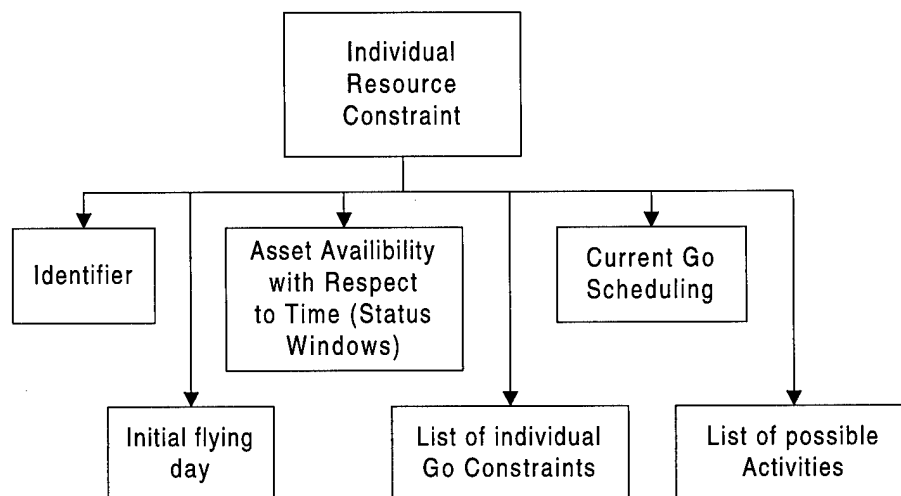 Individual
Resource
Constraint
Identifier
Asset Availibility
with Respect
to Time (Status
Windows)
Current Go
Scheduling
Initial flying
day
List of individual
Go Constraints
List of possible
Activities